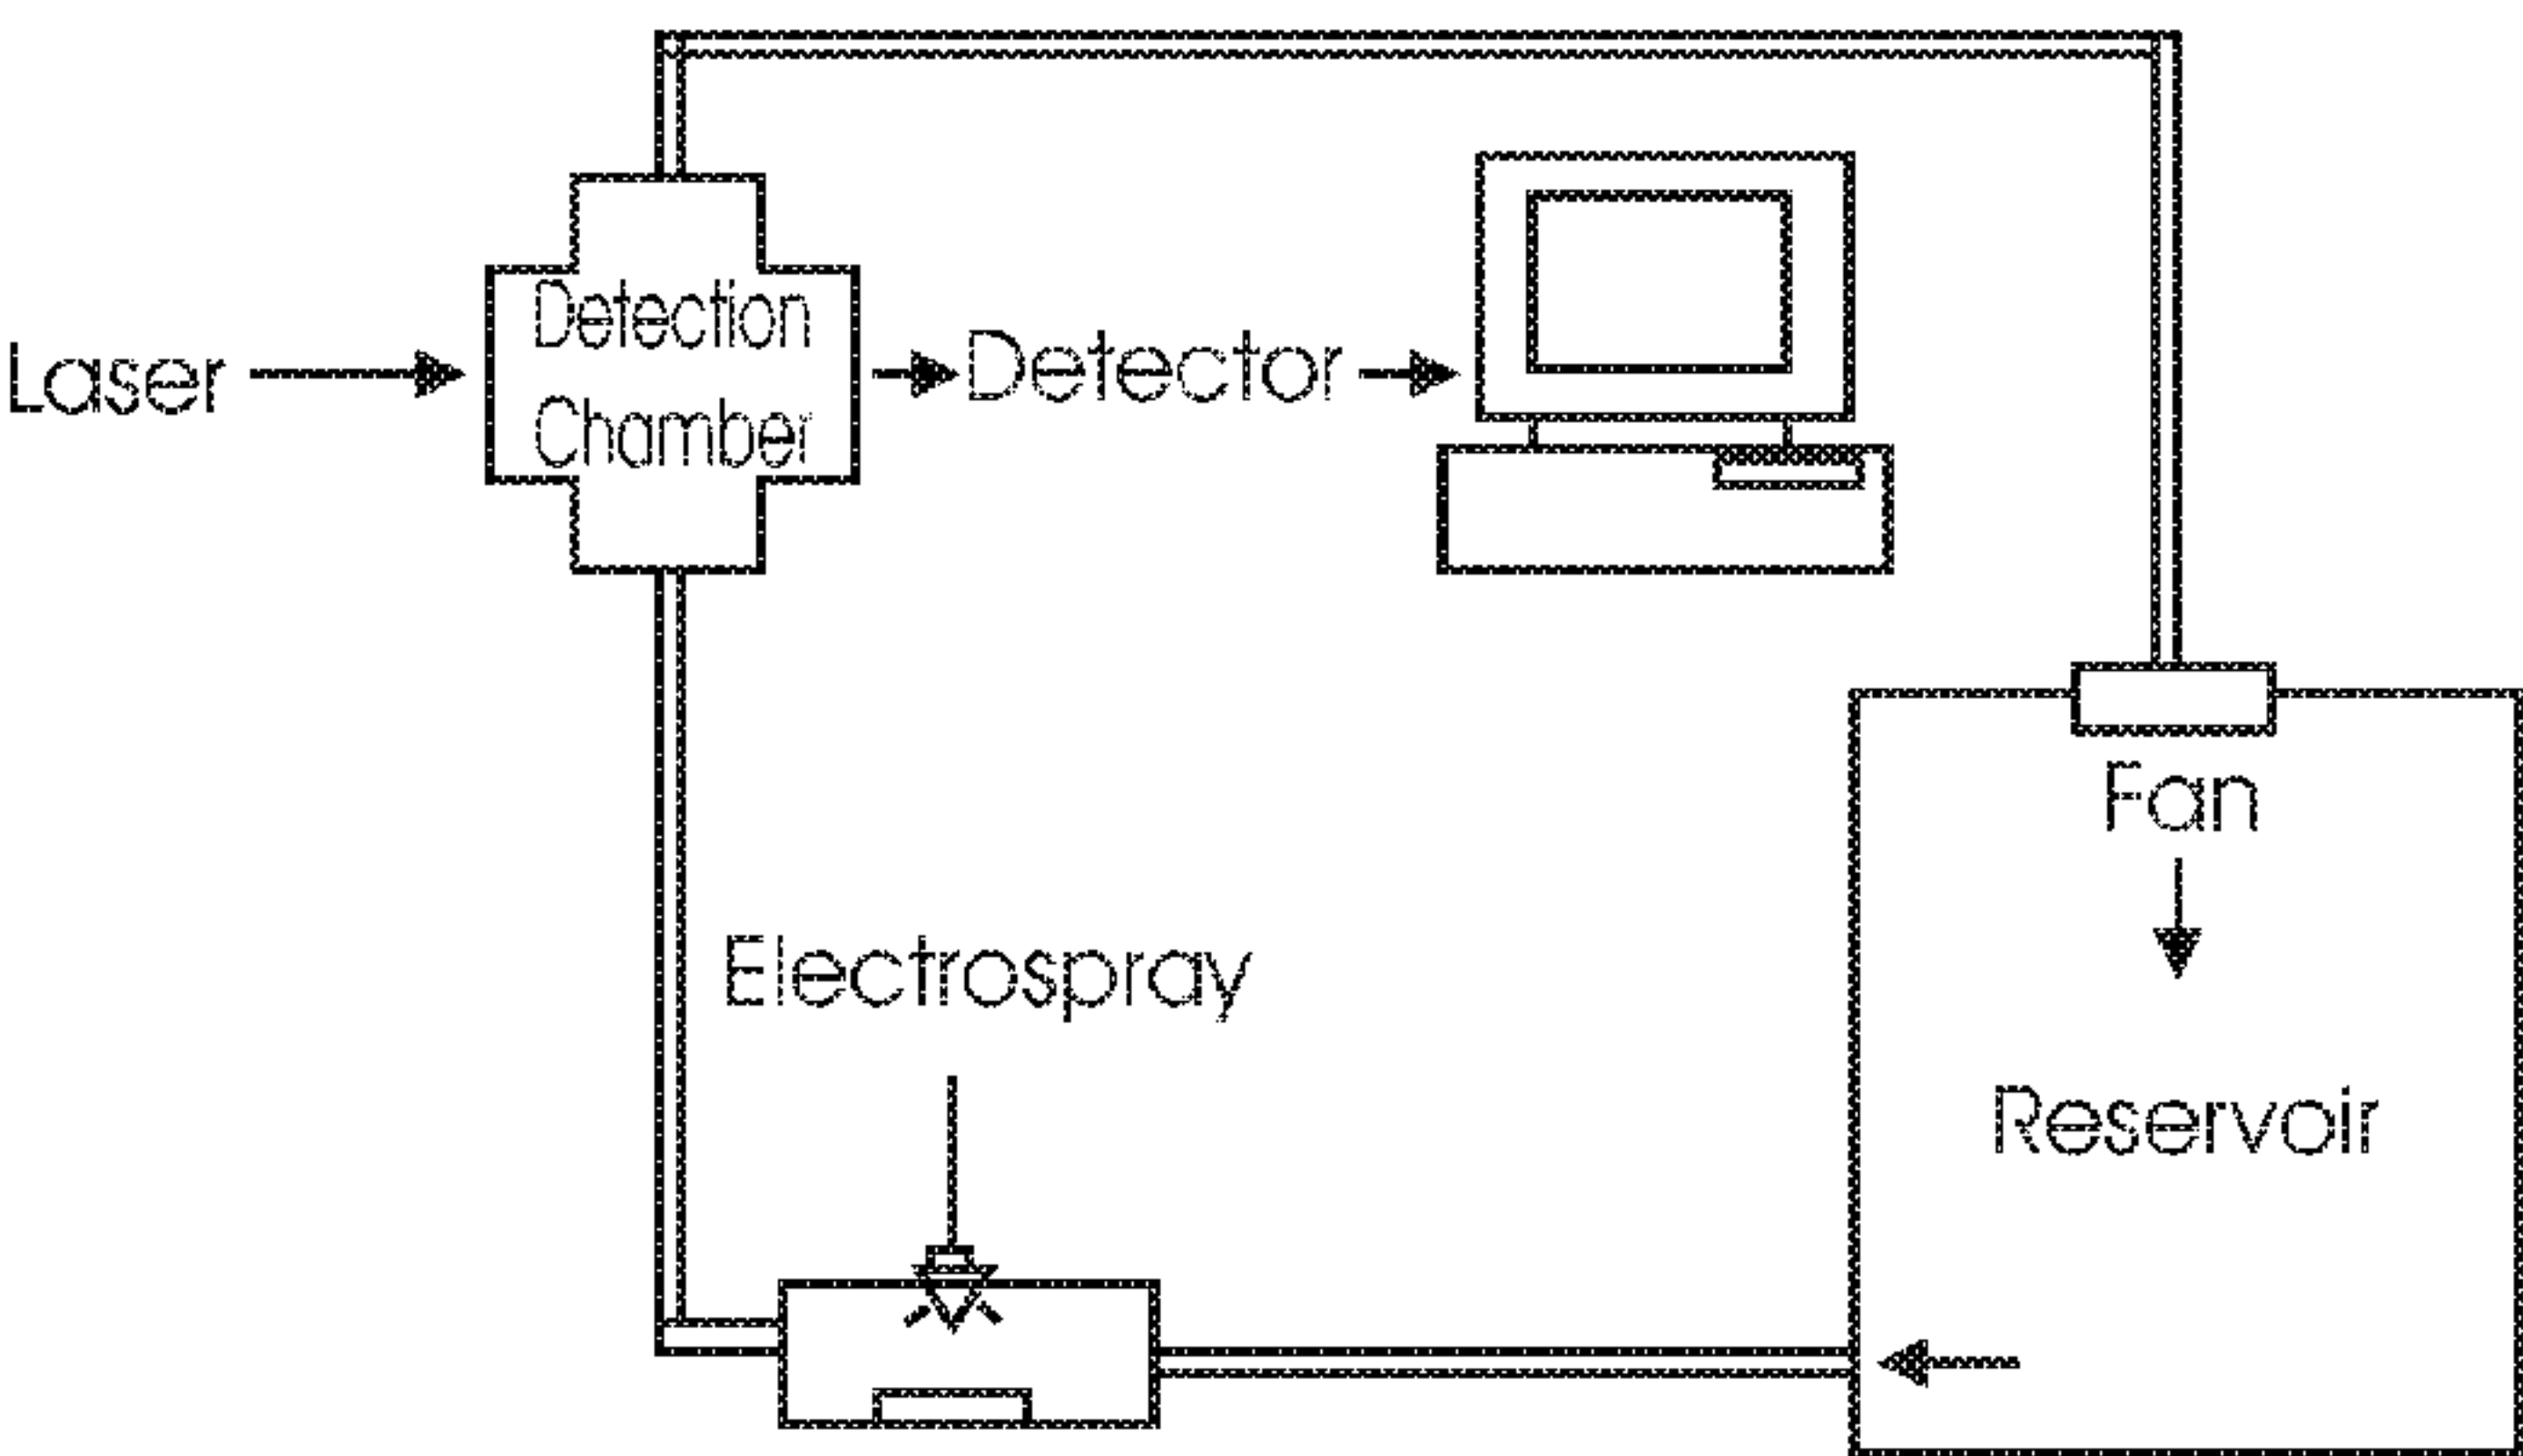 Detection
Chamber
Laser
Detector
Fan
Electrospray
Reservoir